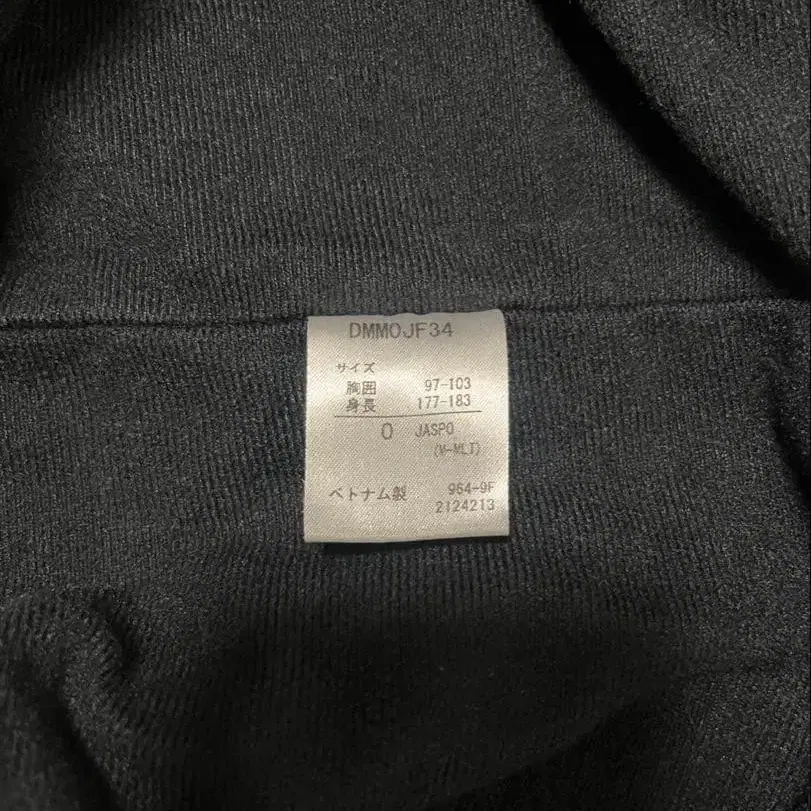 DMMOJF34
サイズ
胸囲 97-103
身長 177-183
O JASPO
(M-MLT)
ベトナム製 964-9F
2124213